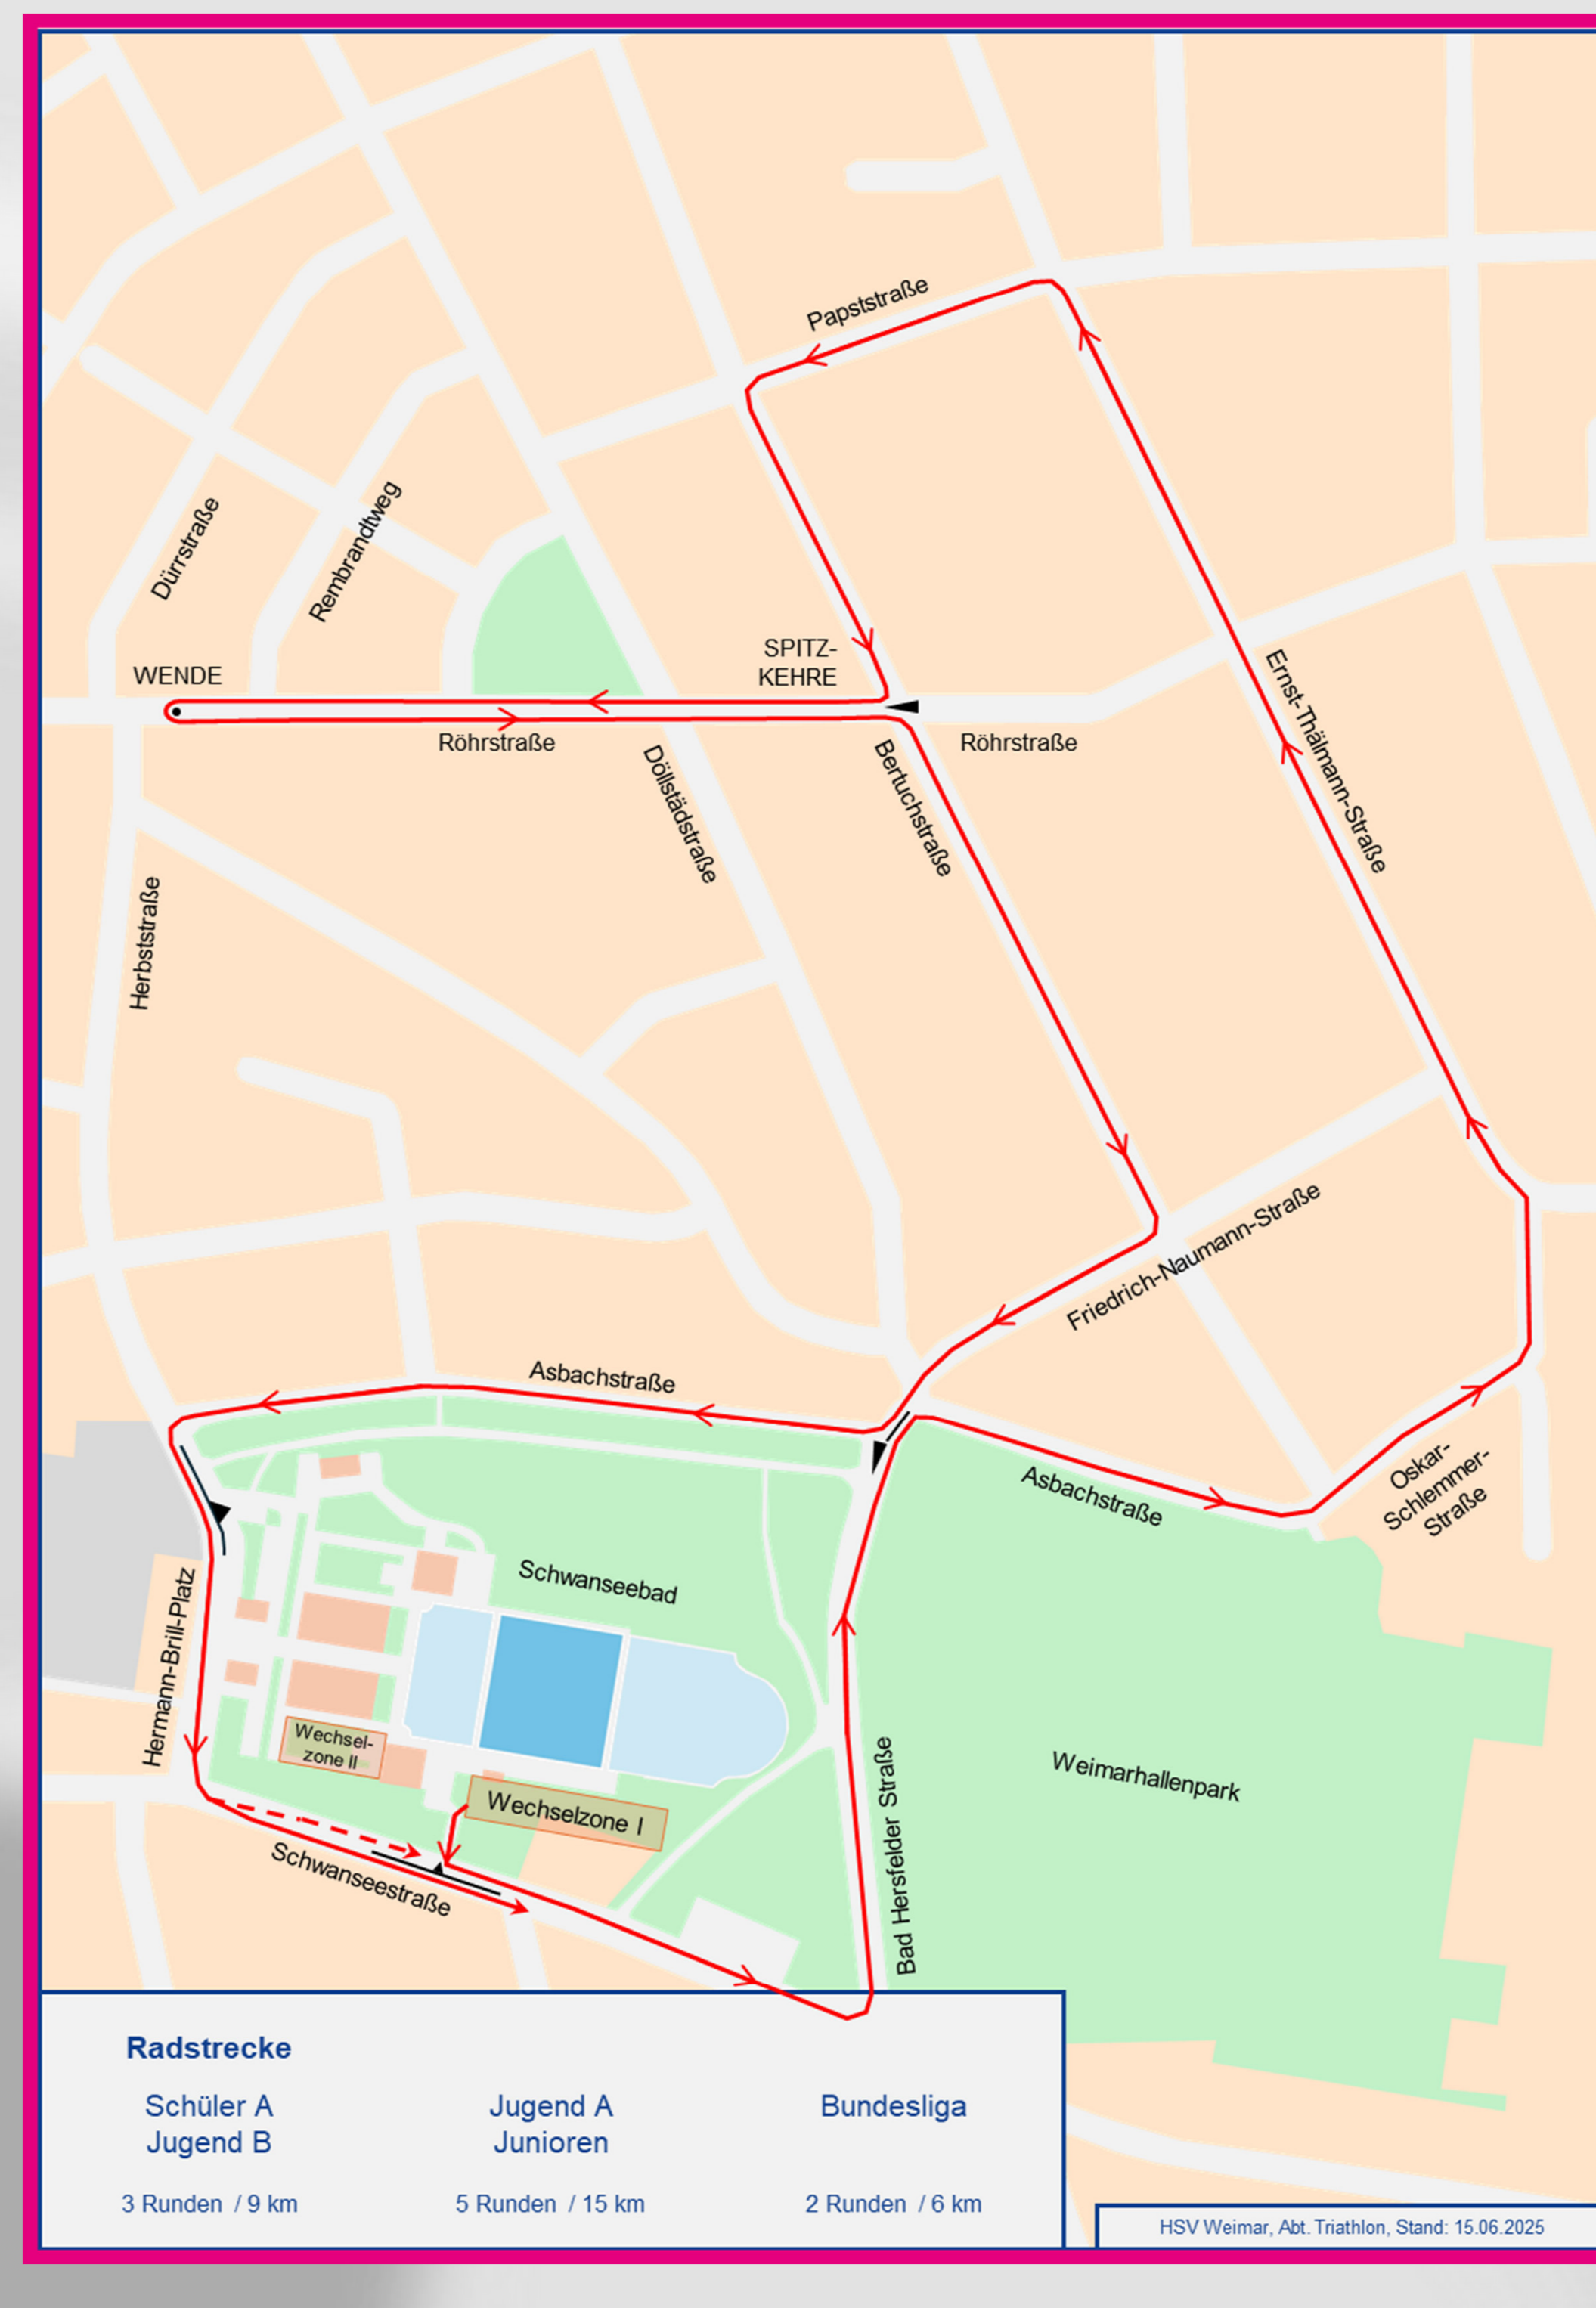 Papststraße
Dürrstraße
Rembrandtweg
WENDE
SPITZ-
KEHRE
Röhrstraße
Röhrstraße
Ernst-Thälmann-Straße
Döllstädtstraße
Bertuchstraße
Herbststraße
Friedrich-Naumann-Straße
Asbachstraße
Asbachstraße
Oskar-
Schlemmer-
Straße
Schwanseebad
Hermann-Brill-Platz
Wechsel-
zone II
Wechselzone I
Weimarhallenpark
Bad Hersfelder Straße
Schwanseestraße
Radstrecke
Schüler A
Jugend B
3 Runden / 9 km
Jugend A
Junioren
5 Runden / 15 km
Bundesliga
2 Runden / 6 km
HSV Weimar, Abt. Triathlon, Stand: 15.06.2025